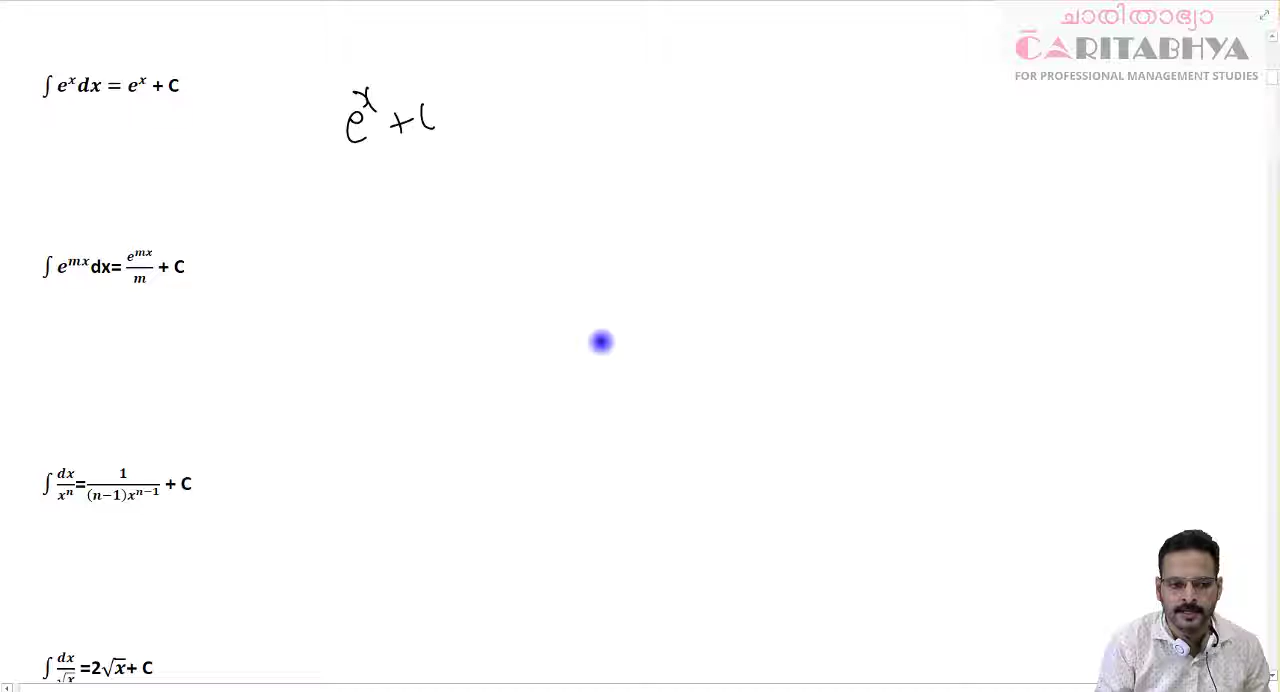 ചാരിതാഭ്യാ
CARITABHYA
FOR PROFESSIONAL MANAGEMENT STUDIES
∫ eˣ dx = eˣ + C
eˣ + C
∫ eᵐˣ dx= eᵐˣ/m + C
∫ dx/xⁿ = 1/((n−1)xⁿ⁻¹) + C
∫ dx/√x =2√x+ C